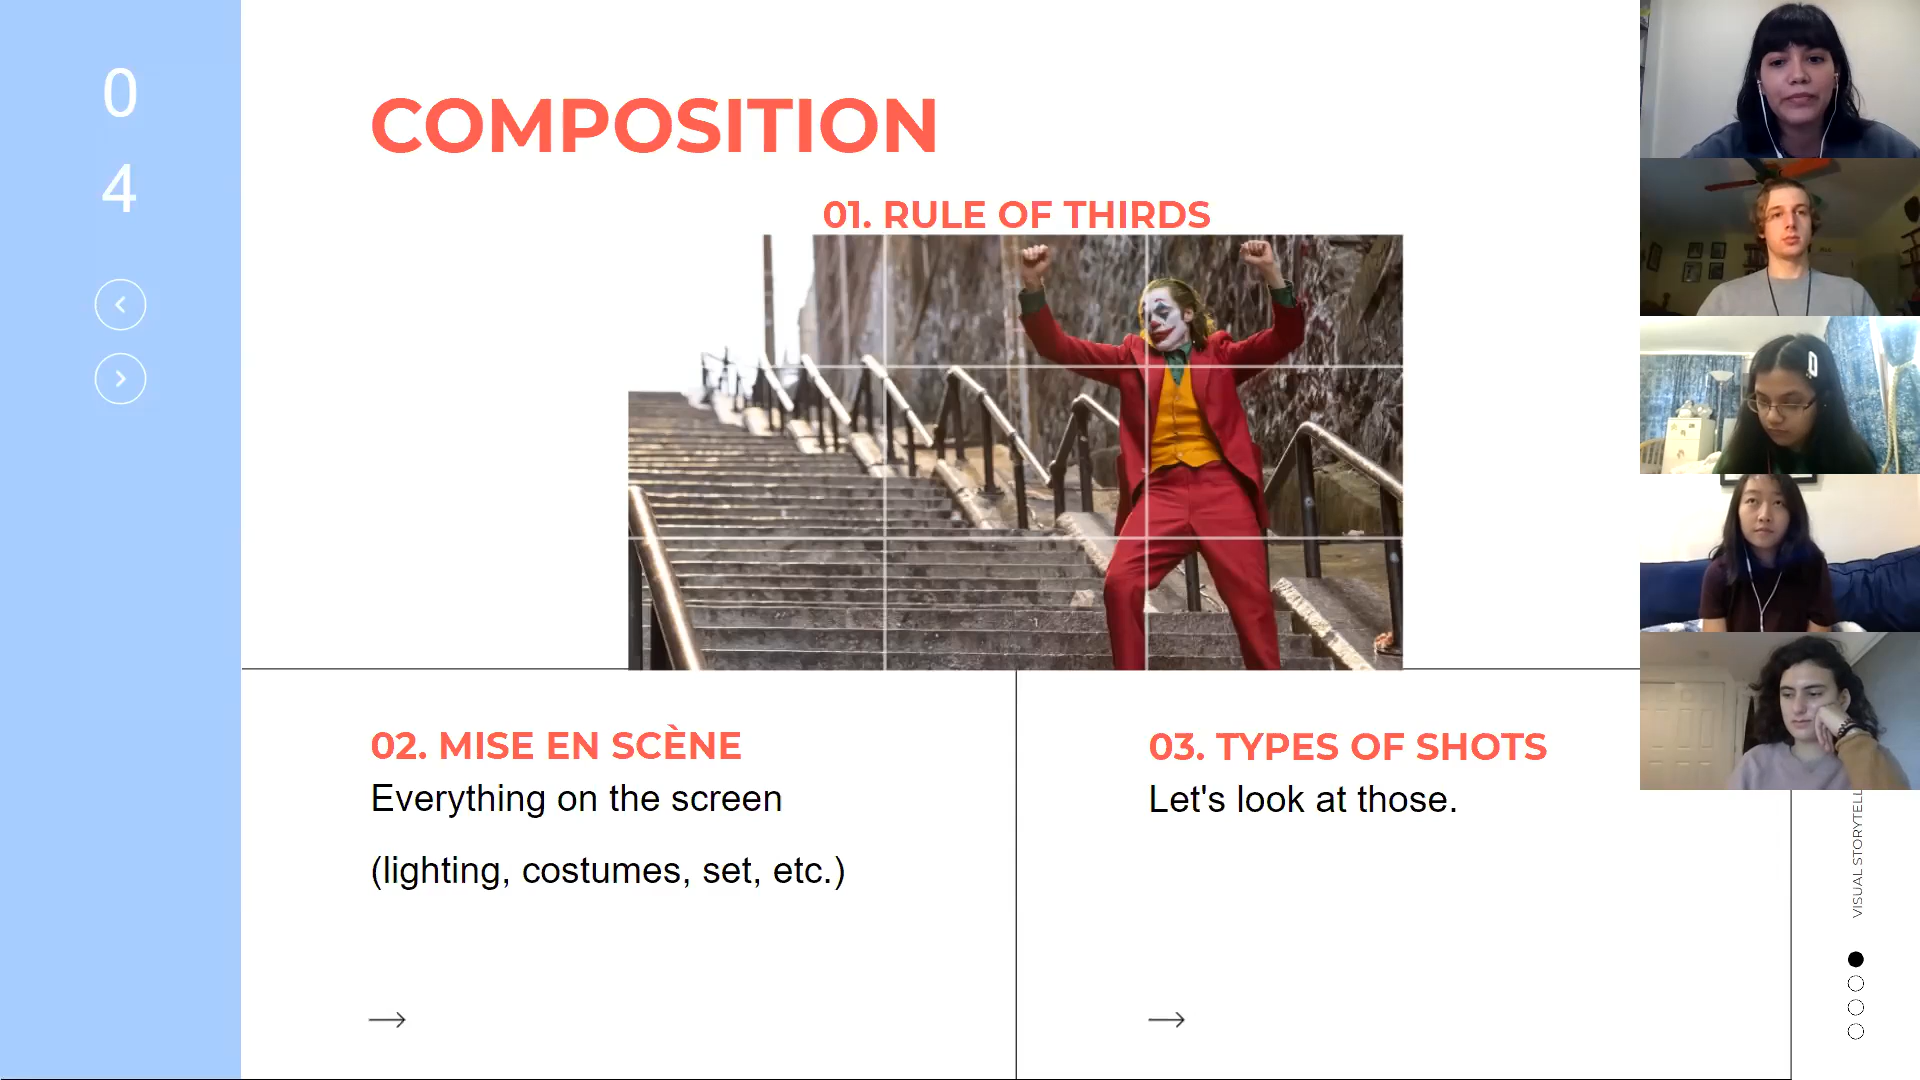 0
4
COMPOSITION
01. RULE OF THIRDS
02. MISE EN SCÈNE
Everything on the screen
(lighting, costumes, set, etc.)
03. TYPES OF SHOTS
Let's look at those.
VISUAL STORYTELL